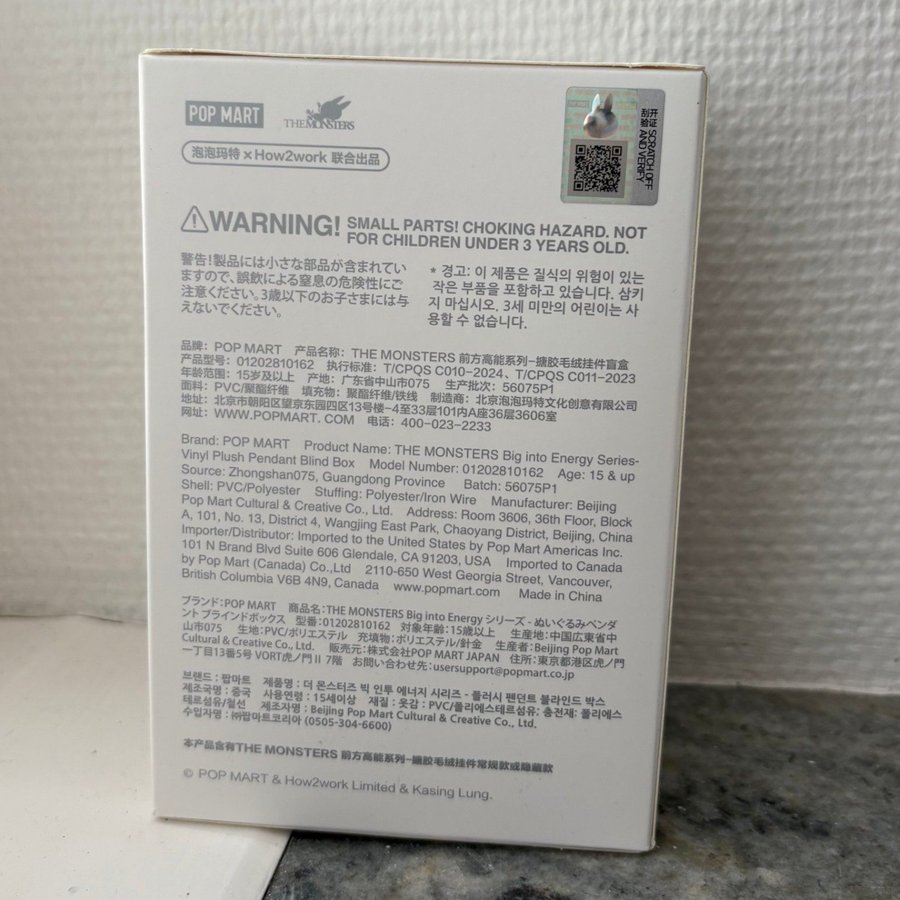 POP MART
THE MONSTERS
泡泡玛特 × How2work 联合出品
开证 SCRATCH OFF
刮验 AND VERIFY
WARNING! SMALL PARTS! CHOKING HAZARD. NOT
FOR CHILDREN UNDER 3 YEARS OLD.
警告!製品には小さな部品が含まれてい
ますので、誤飲による窒息の危険性にご
注意ください。3歳以下のお子さまには与
えないでください。
* 경고: 이 제품은 질식의 위험이 있는
작은 부품을 포함하고 있습니다. 삼키
지 마십시오. 3세 미만의 어린이는 사
용할 수 없습니다.
品牌: POP MART 产品名称: THE MONSTERS 前方高能系列-搪胶毛绒挂件盲盒
产品型号: 01202810162 执行标准: T/CPQS C010-2024、T/CPQS C011-2023
年龄范围: 15岁及以上 产地: 广东省中山市075 生产批次: 56075P1
面料: PVC/聚酯纤维 填充物: 聚酯纤维/铁线 制造商: 北京泡泡玛特文化创意有限公司
地址: 北京市朝阳区望京东园四区13号楼-4至33层101内A座36层3606室
网址: WWW.POPMART.COM 电话: 400-023-2233
Brand: POP MART Product Name: THE MONSTERS Big into Energy Series-
Vinyl Plush Pendant Blind Box Model Number: 01202810162 Age: 15 & up
Source: Zhongshan075, Guangdong Province Batch: 56075P1
Shell: PVC/Polyester Stuffing: Polyester/Iron Wire Manufacturer: Beijing
Pop Mart Cultural & Creative Co., Ltd. Address: Room 3606, 36th Floor, Block
A, 101, No. 13, District 4, Wangjing East Park, Chaoyang District, Beijing, China
Importer/Distributor: Imported to the United States by Pop Mart Americas Inc.
101 N Brand Blvd Suite 606 Glendale, CA 91203, USA Imported to Canada
by Pop Mart (Canada) Co.,Ltd 2110-650 West Georgia Street, Vancouver,
British Columbia V6B 4N9, Canada www.popmart.com Made in China
ブランド:POP MART 商品名:THE MONSTERS Big into Energy シリーズ - ぬいぐるみペンダ
ント ブラインドボックス 型番:01202810162 対象年齢:15歳以上 生産地:中国広東省中
山市075 生地:PVC/ポリエステル 充填物:ポリエステル/針金 生産者:Beijing Pop Mart
Cultural & Creative Co., Ltd. 販売元:株式会社POP MART JAPAN 住所:東京都港区虎ノ門
一丁目13番5号 VORT虎ノ門Ⅱ 7階 お問い合わせ先:usersupport@popmart.co.jp
브랜드 : 팝마트 제품명 : 더 몬스터즈 빅 인투 에너지 시리즈 - 플러시 펜던트 블라인드 박스
제조국명 : 중국 사용연령 : 15세이상 재질 : 겉감 : PVC/폴리에스테르섬유; 충전재: 폴리에스
테르섬유/철선 제조자명 : Beijing Pop Mart Cultural & Creative Co., Ltd.
수입자명 : ㈜팝마트코리아 (0505-304-6600)
本产品含有THE MONSTERS 前方高能系列-搪胶毛绒挂件常规款或隐藏款
© POP MART & How2work Limited & Kasing Lung.